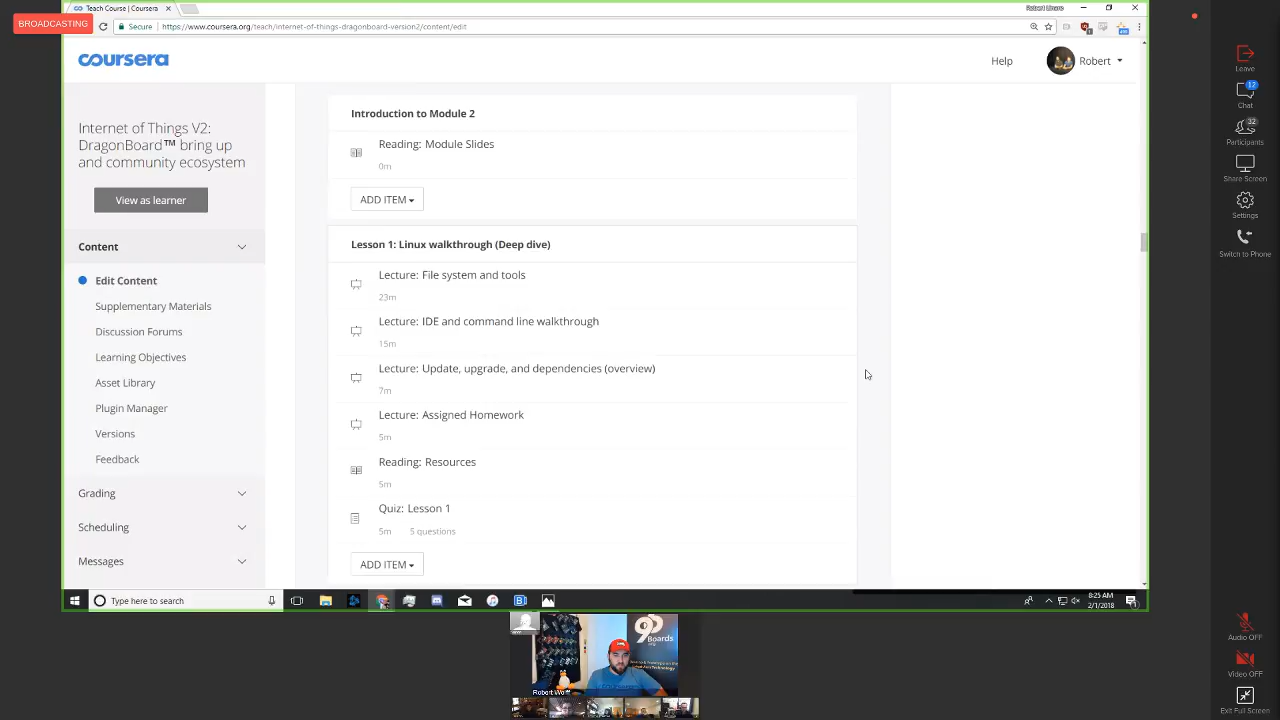 BROADCASTING
Teach Course | Coursera
Secure
https://www.coursera.org/teach/internet-of-things-dragonboard-version2/content/edit
coursera
Help
Robert
Internet of Things V2:
DragonBoard™ bring up
and community ecosystem
View as learner
Content
Edit Content
Supplementary Materials
Discussion Forums
Learning Objectives
Asset Library
Plugin Manager
Versions
Feedback
Grading
Scheduling
Messages
Introduction to Module 2
Reading: Module Slides
0m
ADD ITEM
Lesson 1: Linux walkthrough (Deep dive)
Lecture: File system and tools
23m
Lecture: IDE and command line walkthrough
15m
Lecture: Update, upgrade, and dependencies (overview)
7m
Lecture: Assigned Homework
5m
Reading: Resources
5m
Quiz: Lesson 1
5m 5 questions
ADD ITEM
Type here to search
8:25 AM
2/1/2018
Leave
12
Chat
32
Participants
Share Screen
Settings
Switch to Phone
96
Boards
Robert Wolff
Audio OFF
Video OFF
Exit Full Screen